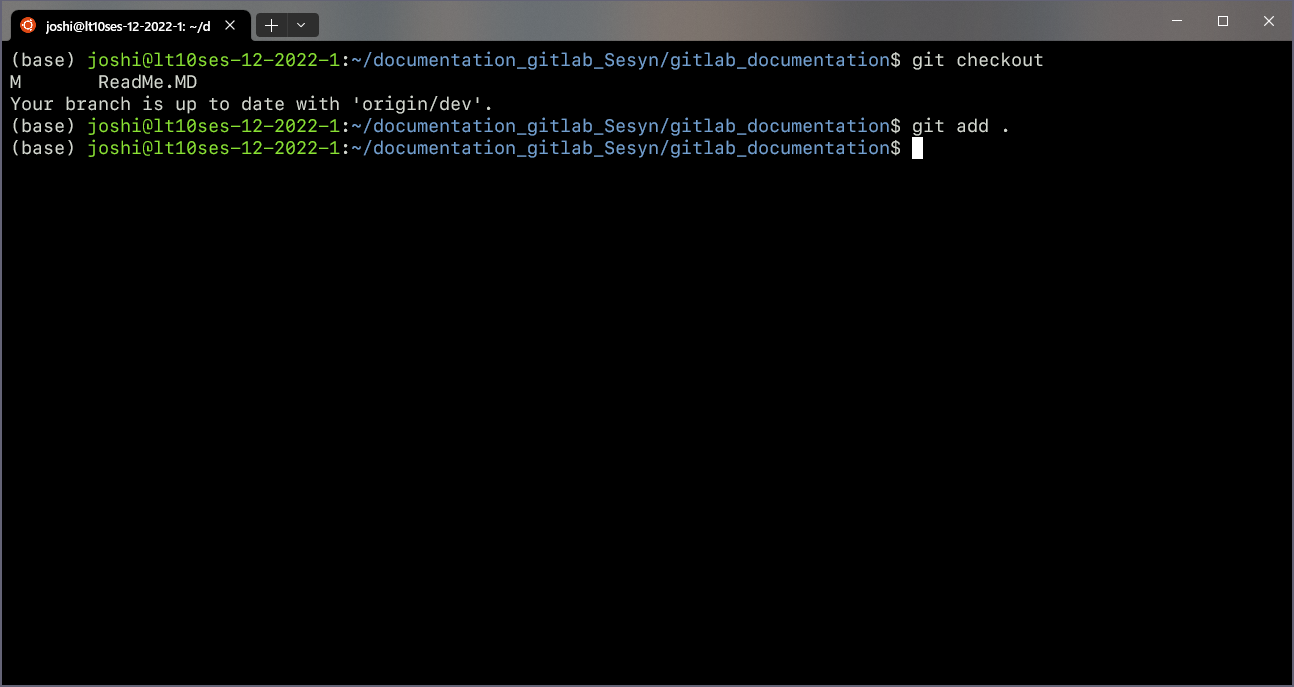 joshi@lt10ses-12-2022-1: ~/d
(base) joshi@lt10ses-12-2022-1:~/documentation_gitlab_Sesyn/gitlab_documentation$ git checkout
M       ReadMe.MD
Your branch is up to date with 'origin/dev'.
(base) joshi@lt10ses-12-2022-1:~/documentation_gitlab_Sesyn/gitlab_documentation$ git add .
(base) joshi@lt10ses-12-2022-1:~/documentation_gitlab_Sesyn/gitlab_documentation$